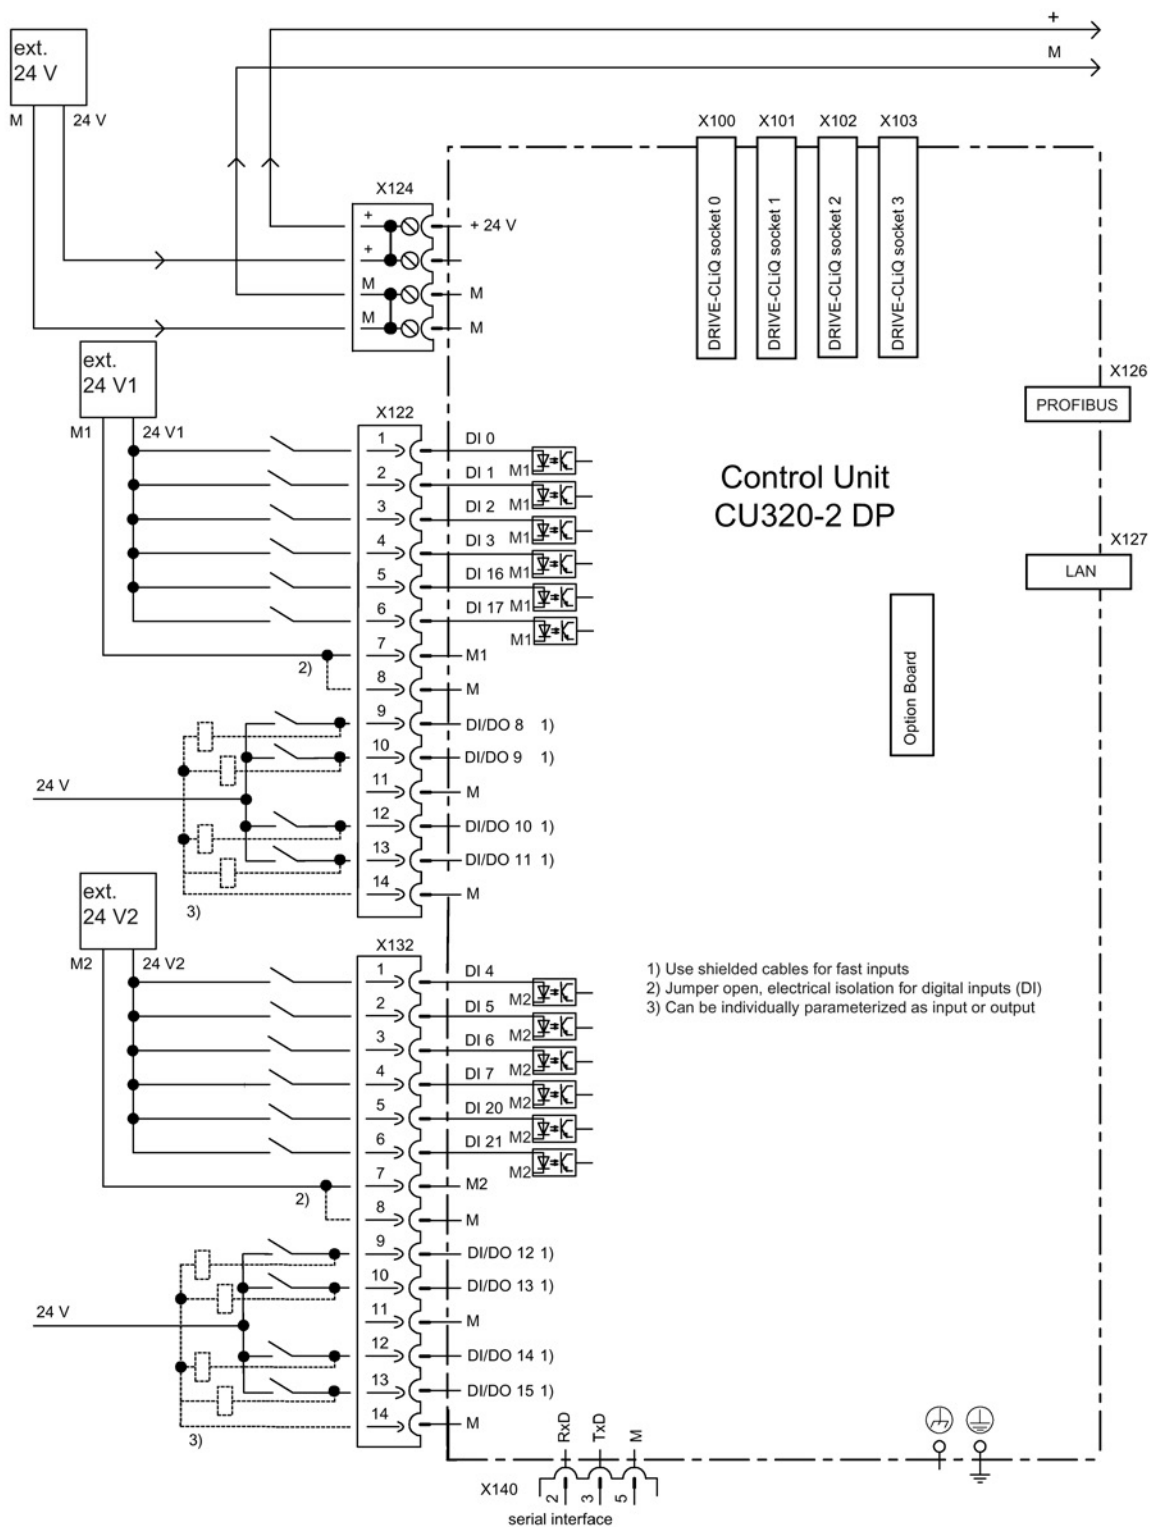 +
M
ext.
24 V
M 24 V
X100 X101 X102 X103
DRIVE-CLiQ socket 0
DRIVE-CLiQ socket 1
DRIVE-CLiQ socket 2
DRIVE-CLiQ socket 3
X124
+ + 24 V
+
M M
M M
ext.
24 V1
M1 24 V1
X126
PROFIBUS
Control Unit
CU320-2 DP
X127
LAN
Option Board
X122
1 DI 0 M1
2 DI 1 M1
3 DI 2 M1
4 DI 3 M1
5 DI 16 M1
6 DI 17 M1
2) 7 M1
8 M
9 DI/DO 8 1)
10 DI/DO 9 1)
24 V
11 M
12 DI/DO 10 1)
13 DI/DO 11 1)
14 M
3)
ext.
24 V2
M2 24 V2
X132
1 DI 4 M2
2 DI 5 M2
3 DI 6 M2
4 DI 7 M2
5 DI 20 M2
6 DI 21 M2
2) 7 M2
8 M
9 DI/DO 12 1)
10 DI/DO 13 1)
24 V
11 M
12 DI/DO 14 1)
13 DI/DO 15 1)
14 M
3)
1) Use shielded cables for fast inputs
2) Jumper open, electrical isolation for digital inputs (DI)
3) Can be individually parameterized as input or output
RxD TxD M
X140 2 3 5
serial interface